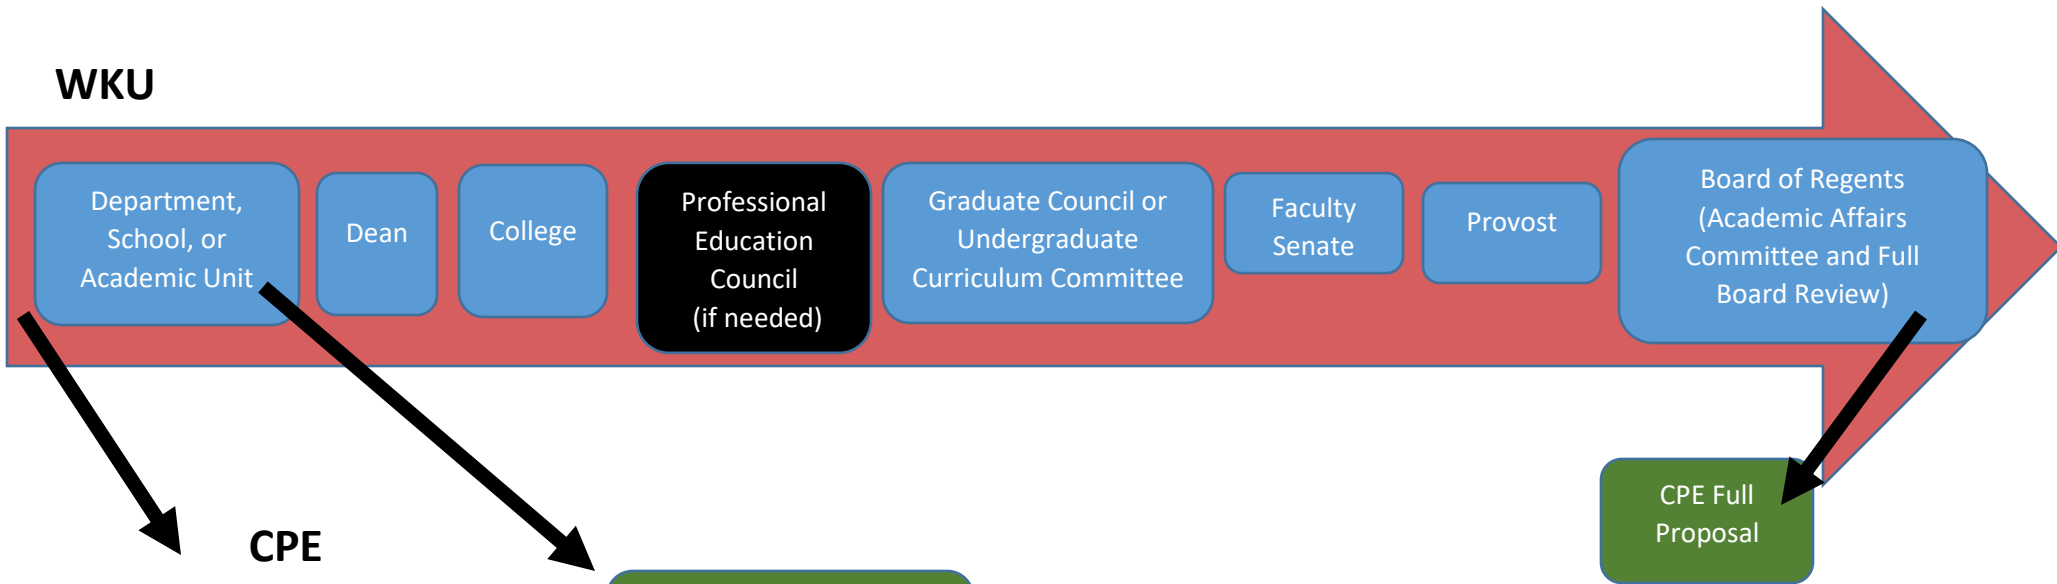 WKU
Department,
School, or
Academic Unit
Dean
College
Professional
Education
Council
(if needed)
Graduate Council or
Undergraduate
Curriculum Committee
Faculty
Senate
Provost
Board of Regents
(Academic Affairs
Committee and Full
Board Review)
CPE Full
Proposal
CPE